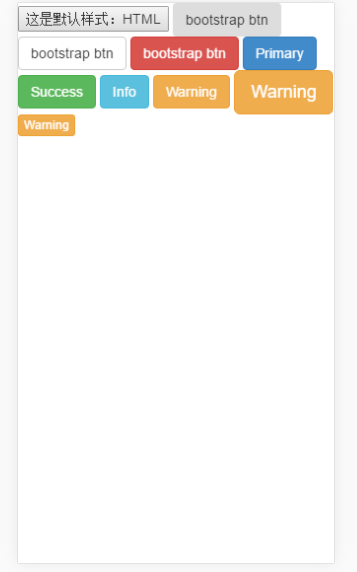 这是默认样式：HTML bootstrap btn
bootstrap btn bootstrap btn Primary
Success Info Warning Warning
Warning